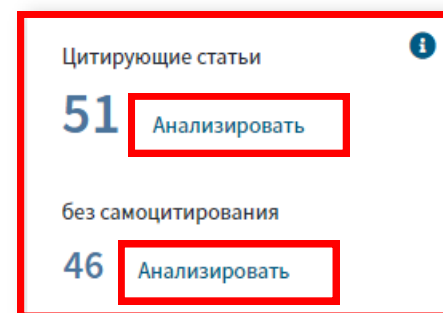 Цитирующие статьи
51 Анализировать
без самоцитирования
46 Анализировать